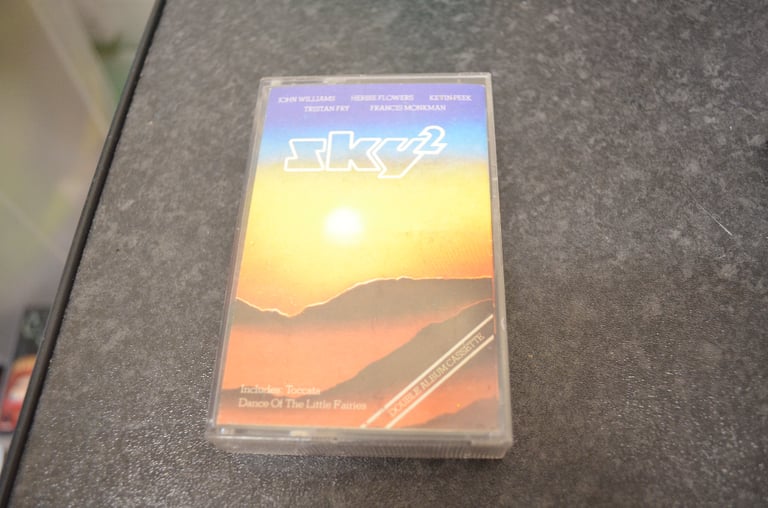 JOHN WILLIAMS HERBIE FLOWERS KEVIN PEEK
TRISTAN FRY FRANCIS MONKMAN
sky²
Includes: Toccata
Dance Of The Little Fairies
DOUBLE ALBUM CASSETTE